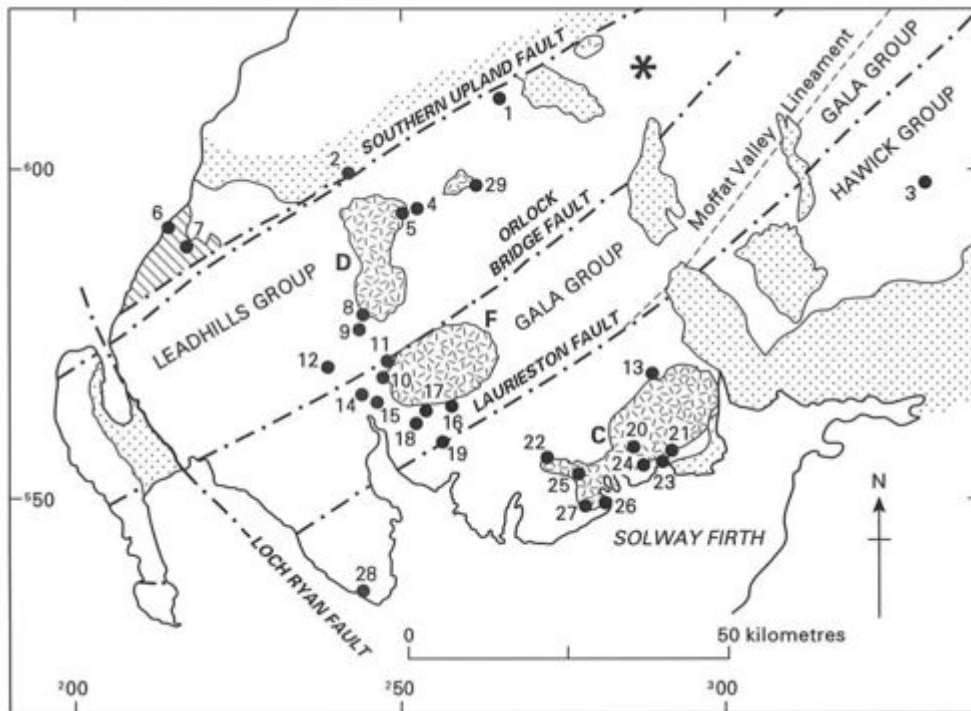 SOUTHERN UPLAND FAULT
Moffat Valley Lineament
GALA GROUP
HAWICK GROUP
*
1
⁶00
2
29
3
4
5
6
7
ORLOCK
BRIDGE FAULT
LEADHILLS GROUP
D
GALA GROUP
8
F
9
LAURIESTON FAULT
11
12
10
13
14
15
17
16
18
C
20
21
19
22
24
23
N
25
⁵50
27
26
SOLWAY FIRTH
28
LOCH RYAN FAULT
0
50 kilometres
²00
²50
³00